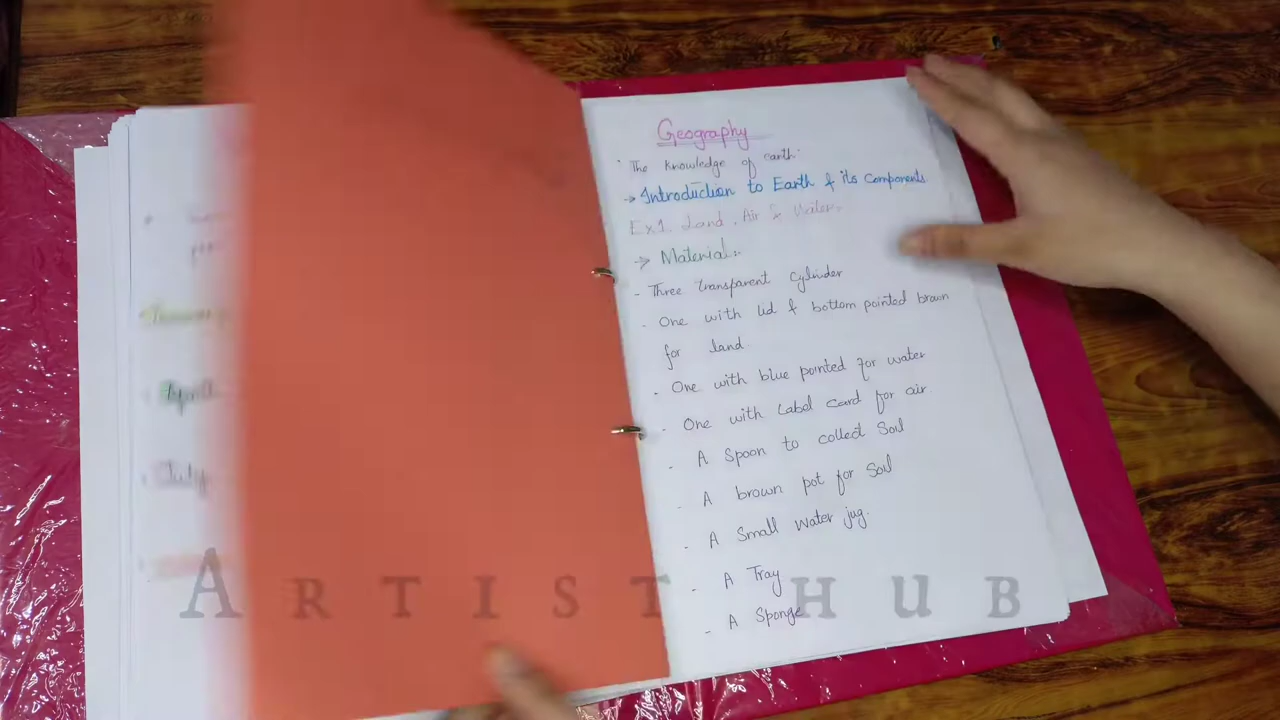 Geography
"The knowledge of earth"
→ Introduction to Earth & its Components
Ex1. Land, Air & Water.
→ Material:-
- Three transparent cylinder
- One with lid & bottom pointed brown
for land
- One with blue pointed for water
- One with Label card for air.
- A Spoon to collect Soil
- A brown pot for Soil
- A Small water jug.
- A Tray
- A Sponge
April
July
ARTIST HUB